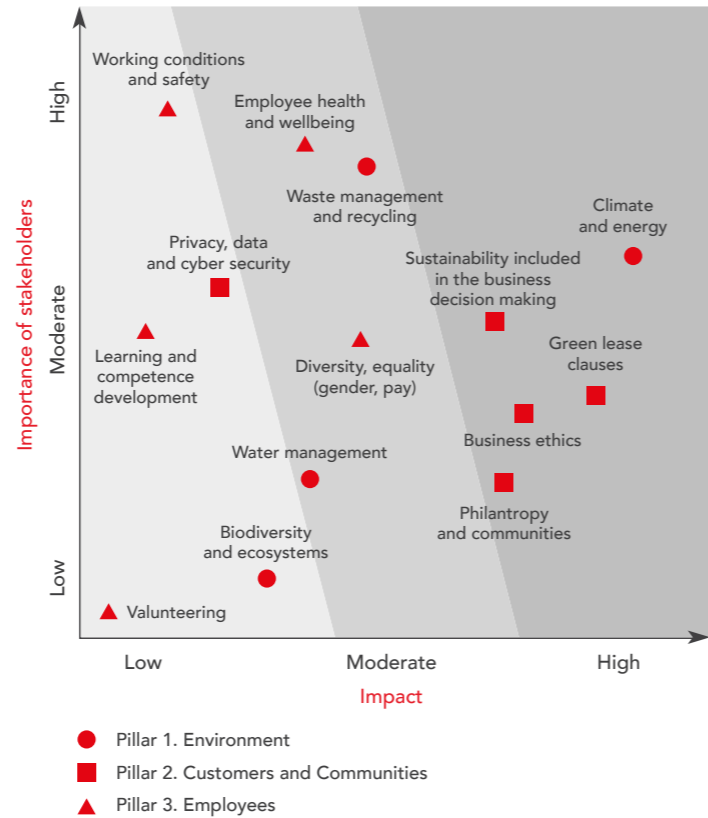 Working conditions
and safety
Employee health
and wellbeing
Waste management
and recycling
Climate
and energy
Privacy, data
and cyber security
Sustainability included
in the business
decision making
Learning and
competence
development
Diversity, equality
(gender, pay)
Green lease
clauses
Business ethics
Water management
Philantropy
and communities
Biodiversity
and ecosystems
Valunteering
High
Moderate
Low
Importance of stakeholders
Low
Moderate
High
Impact
Pillar 1. Environment
Pillar 2. Customers and Communities
Pillar 3. Employees